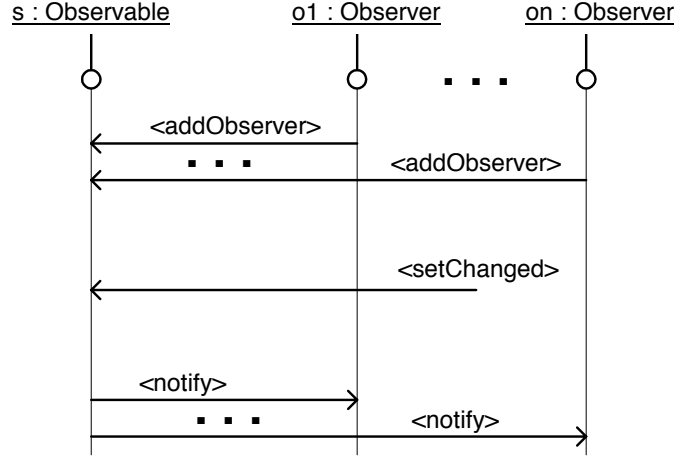 s : Observable o1 : Observer on : Observer
. . .
<addObserver>
. . .
<addObserver>
<setChanged>
<notify>
. . .
<notify>